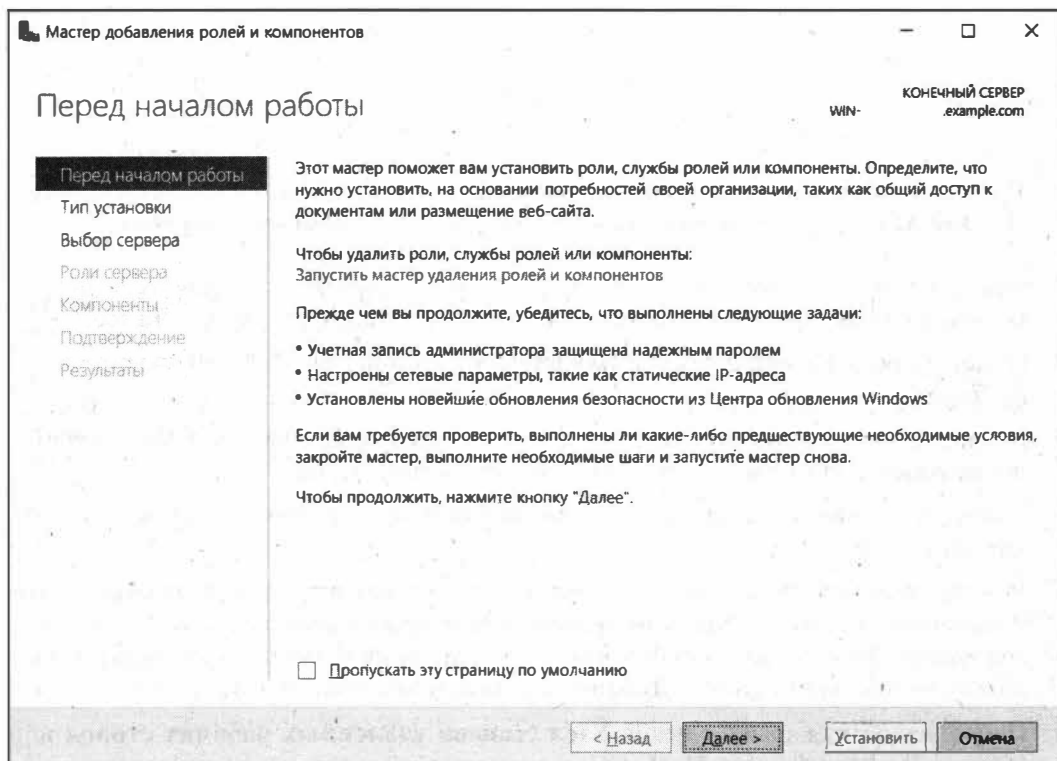 Мастер добавления ролей и компонентов
Перед началом работы
КОНЕЧНЫЙ СЕРВЕР
WIN- .example.com
Перед началом работы
Тип установки
Выбор сервера
Роли сервера
Компоненты
Подтверждение
Результаты
Этот мастер поможет вам установить роли, службы ролей или компоненты. Определите, что
нужно установить, на основании потребностей своей организации, таких как общий доступ к
документам или размещение веб-сайта.
Чтобы удалить роли, службы ролей или компоненты:
Запустить мастер удаления ролей и компонентов
Прежде чем вы продолжите, убедитесь, что выполнены следующие задачи:
• Учетная запись администратора защищена надежным паролем
• Настроены сетевые параметры, такие как статические IP-адреса
• Установлены новейшие обновления безопасности из Центра обновления Windows
Если вам требуется проверить, выполнены ли какие-либо предшествующие необходимые условия,
закройте мастер, выполните необходимые шаги и запустите мастер снова.
Чтобы продолжить, нажмите кнопку "Далее".
Пропускать эту страницу по умолчанию
< Назад Далее > Установить Отмена